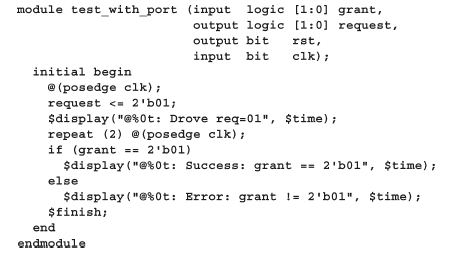 module test_with_port (input  logic [1:0] grant,
                       output logic [1:0] request,
                       output bit   rst,
                       input  bit   clk);
  initial begin
    @(posedge clk);
    request <= 2'b01;
    $display("@%0t: Drove req=01", $time);
    repeat (2) @(posedge clk);
    if (grant == 2'b01)
      $display("@%0t: Success: grant == 2'b01", $time);
    else
      $display("@%0t: Error: grant != 2'b01", $time);
    $finish;
  end
endmodule